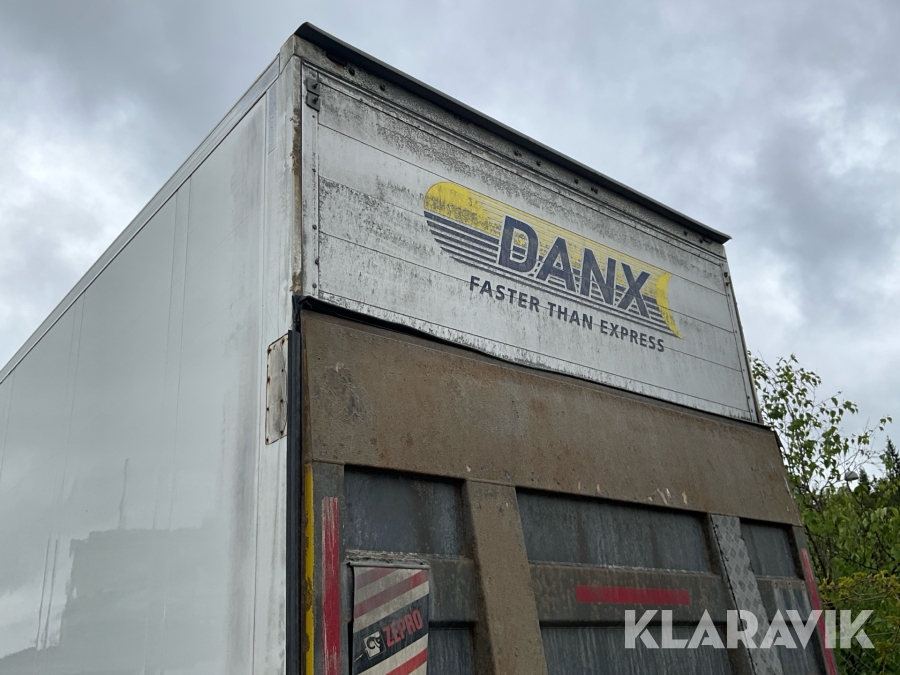 DANX
FASTER THAN EXPRESS
ZEPRO
KLARAVIK